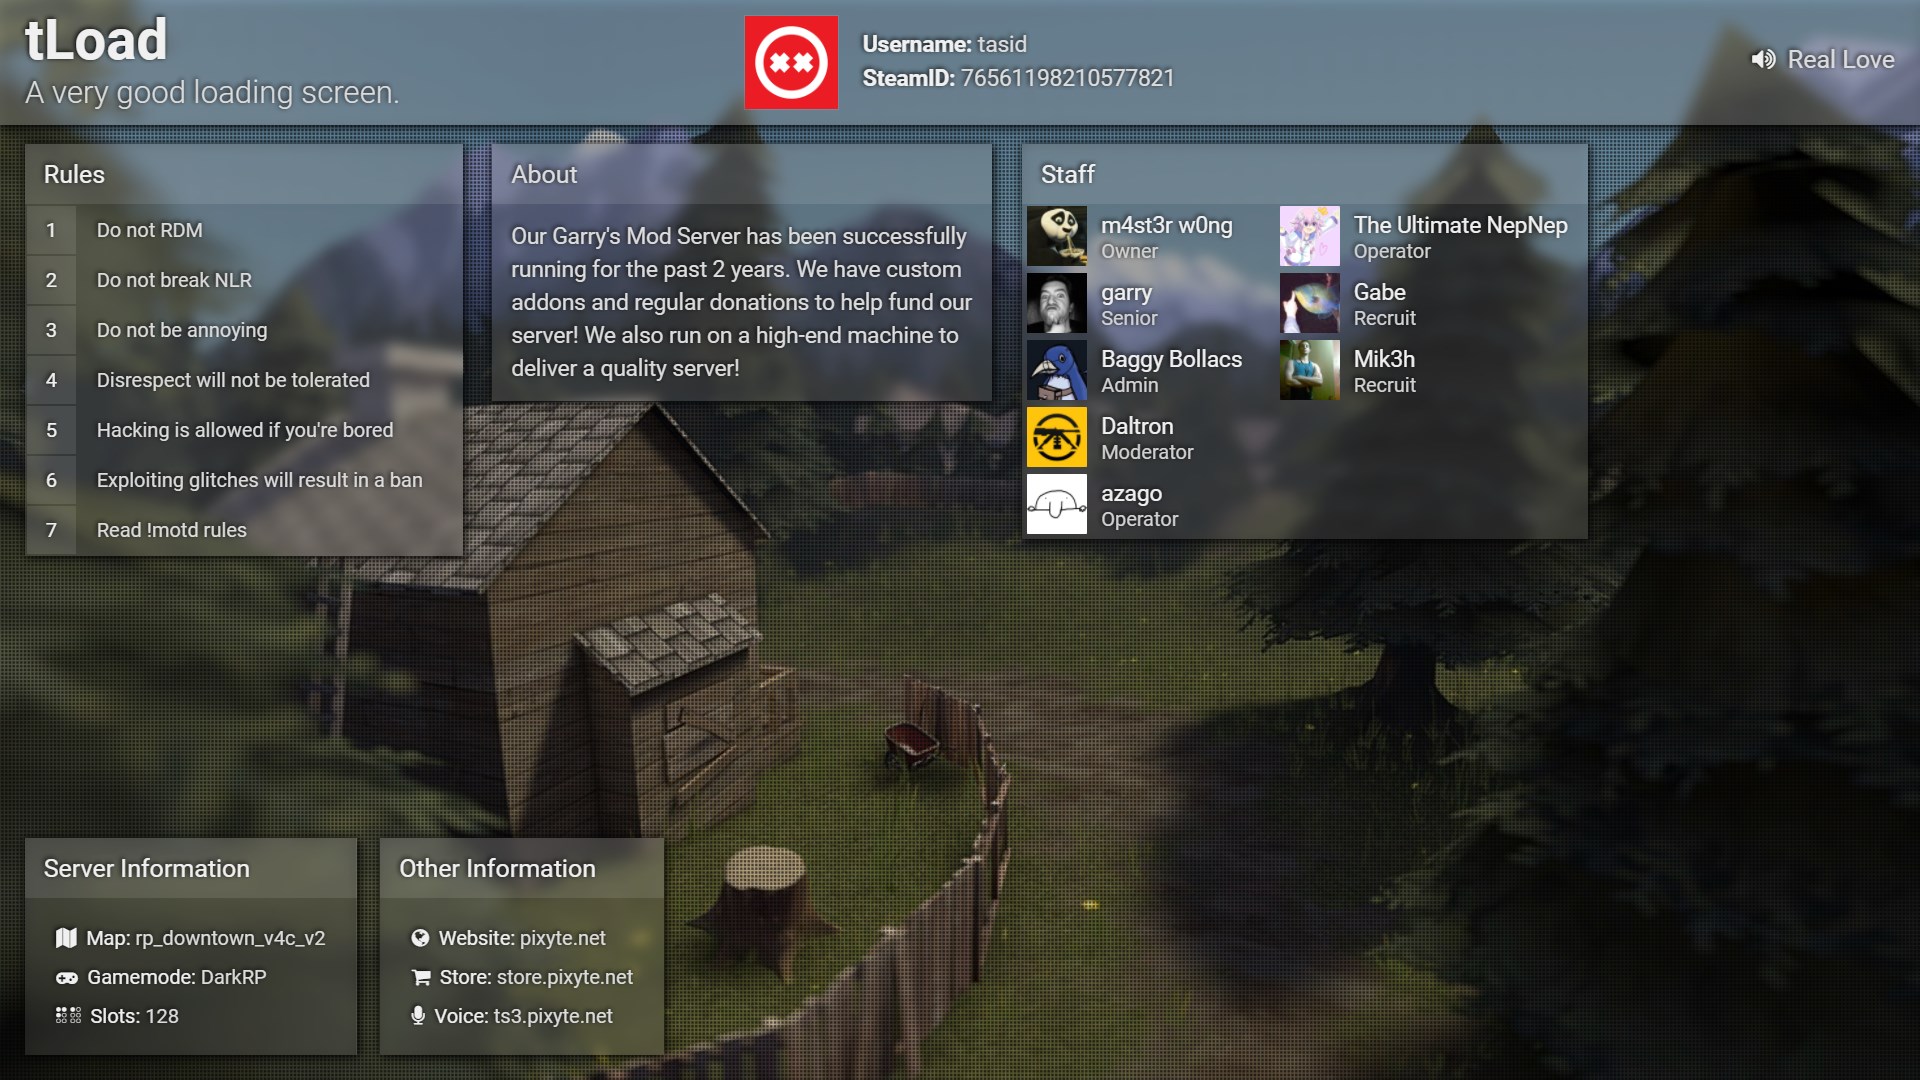 tLoad
A very good loading screen.
Username: tasid
SteamID: 76561198210577821
Real Love
Rules
1 Do not RDM
2 Do not break NLR
3 Do not be annoying
4 Disrespect will not be tolerated
5 Hacking is allowed if you're bored
6 Exploiting glitches will result in a ban
7 Read !motd rules
About
Our Garry's Mod Server has been successfully
running for the past 2 years. We have custom
addons and regular donations to help fund our
server! We also run on a high-end machine to
deliver a quality server!
Staff
m4st3r w0ng
Owner
garry
Senior
Baggy Bollacs
Admin
Daltron
Moderator
azago
Operator
The Ultimate NepNep
Operator
Gabe
Recruit
Mik3h
Recruit
Server Information
Map: rp_downtown_v4c_v2
Gamemode: DarkRP
Slots: 128
Other Information
Website: pixyte.net
Store: store.pixyte.net
Voice: ts3.pixyte.net